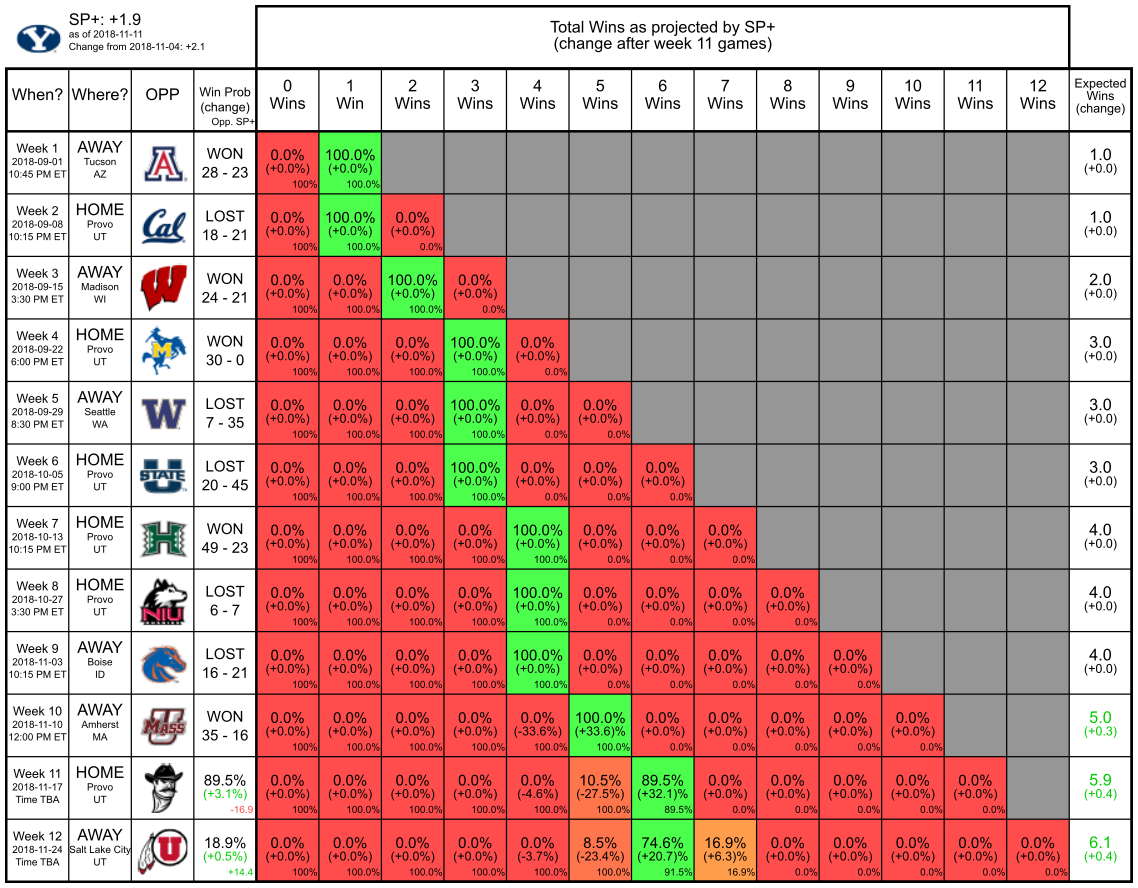 SP+: +1.9
as of 2018-11-11
Change from 2018-11-04: +2.1
Total Wins as projected by SP+
(change after week 11 games)
When? Where? OPP Win Prob (change) Opp. SP+ 0 Wins 1 Win 2 Wins 3 Wins 4 Wins 5 Wins 6 Wins 7 Wins 8 Wins 9 Wins 10 Wins 11 Wins 12 Wins Expected Wins (change)
Week 1 AWAY WON 0.0% 100.0% 1.0
2018-09-01 Tucson A (+0.0%) (+0.0%) (+0.0)
10:45 PM ET AZ 28 - 23 100% 100.0%
Week 2 HOME LOST 0.0% 100.0% 0.0% 1.0
2018-09-08 Provo Cal (+0.0%) (+0.0%) (+0.0%) (+0.0)
10:15 PM ET UT 18 - 21 100% 100.0% 0.0%
Week 3 AWAY WON 0.0% 0.0% 100.0% 0.0% 2.0
2018-09-15 Madison W (+0.0%) (+0.0%) (+0.0%) (+0.0%) (+0.0)
3:30 PM ET WI 24 - 21 100% 100.0% 100.0% 0.0%
Week 4 HOME WON 0.0% 0.0% 0.0% 100.0% 0.0% 3.0
2018-09-22 Provo M (+0.0%) (+0.0%) (+0.0%) (+0.0%) (+0.0%) (+0.0)
6:00 PM ET UT 30 - 0 100% 100.0% 100.0% 100.0% 0.0%
Week 5 AWAY LOST 0.0% 0.0% 0.0% 100.0% 0.0% 0.0% 3.0
2018-09-29 Seattle W (+0.0%) (+0.0%) (+0.0%) (+0.0%) (+0.0%) (+0.0%) (+0.0)
8:30 PM ET WA 7 - 35 100% 100.0% 100.0% 100.0% 0.0% 0.0%
Week 6 HOME LOST 0.0% 0.0% 0.0% 100.0% 0.0% 0.0% 0.0% 3.0
2018-10-05 Provo U STATE (+0.0%) (+0.0%) (+0.0%) (+0.0%) (+0.0%) (+0.0%) (+0.0%) (+0.0)
9:00 PM ET UT 20 - 45 100% 100.0% 100.0% 100.0% 0.0% 0.0% 0.0%
Week 7 HOME WON 0.0% 0.0% 0.0% 0.0% 100.0% 0.0% 0.0% 0.0% 4.0
2018-10-13 Provo H (+0.0%) (+0.0%) (+0.0%) (+0.0%) (+0.0%) (+0.0%) (+0.0%) (+0.0%) (+0.0)
10:15 PM ET UT 49 - 23 100% 100.0% 100.0% 100.0% 100.0% 0.0% 0.0% 0.0%
Week 8 HOME LOST 0.0% 0.0% 0.0% 0.0% 100.0% 0.0% 0.0% 0.0% 0.0% 4.0
2018-10-27 Provo NIU (+0.0%) (+0.0%) (+0.0%) (+0.0%) (+0.0%) (+0.0%) (+0.0%) (+0.0%) (+0.0%) (+0.0)
3:30 PM ET UT 6 - 7 100% 100.0% 100.0% 100.0% 100.0% 0.0% 0.0% 0.0% 0.0%
Week 9 AWAY LOST 0.0% 0.0% 0.0% 0.0% 100.0% 0.0% 0.0% 0.0% 0.0% 0.0% 4.0
2018-11-03 Boise (+0.0%) (+0.0%) (+0.0%) (+0.0%) (+0.0%) (+0.0%) (+0.0%) (+0.0%) (+0.0%) (+0.0%) (+0.0)
10:15 PM ET ID 16 - 21 100% 100.0% 100.0% 100.0% 100.0% 0.0% 0.0% 0.0% 0.0% 0.0%
Week 10 AWAY WON 0.0% 0.0% 0.0% 0.0% 0.0% 100.0% 0.0% 0.0% 0.0% 0.0% 0.0% 5.0
2018-11-10 Amherst U MASS (+0.0%) (+0.0%) (+0.0%) (+0.0%) (-33.6%) (+33.6)% (+0.0%) (+0.0%) (+0.0%) (+0.0%) (+0.0%) (+0.3)
12:00 PM ET MA 35 - 16 100% 100.0% 100.0% 100.0% 100.0% 100.0% 0.0% 0.0% 0.0% 0.0% 0.0%
Week 11 HOME 89.5% 0.0% 0.0% 0.0% 0.0% 0.0% 10.5% 89.5% 0.0% 0.0% 0.0% 0.0% 0.0% 5.9
2018-11-17 Provo (+3.1%) (+0.0%) (+0.0%) (+0.0%) (+0.0%) (-4.6%) (-27.5%) (+32.1)% (+0.0%) (+0.0%) (+0.0%) (+0.0%) (+0.0%) (+0.4)
Time TBA UT -16.9 100% 100.0% 100.0% 100.0% 100.0% 100.0% 89.5% 0.0% 0.0% 0.0% 0.0% 0.0%
Week 12 AWAY 18.9% 0.0% 0.0% 0.0% 0.0% 0.0% 8.5% 74.6% 16.9% 0.0% 0.0% 0.0% 0.0% 0.0% 6.1
2018-11-24 Salt Lake City U (+0.5%) (+0.0%) (+0.0%) (+0.0%) (+0.0%) (-3.7%) (-23.4%) (+20.7)% (+6.3)% (+0.0%) (+0.0%) (+0.0%) (+0.0%) (+0.0%) (+0.4)
Time TBA UT +14.4 100% 100.0% 100.0% 100.0% 100.0% 100.0% 91.5% 16.9% 0.0% 0.0% 0.0% 0.0% 0.0%